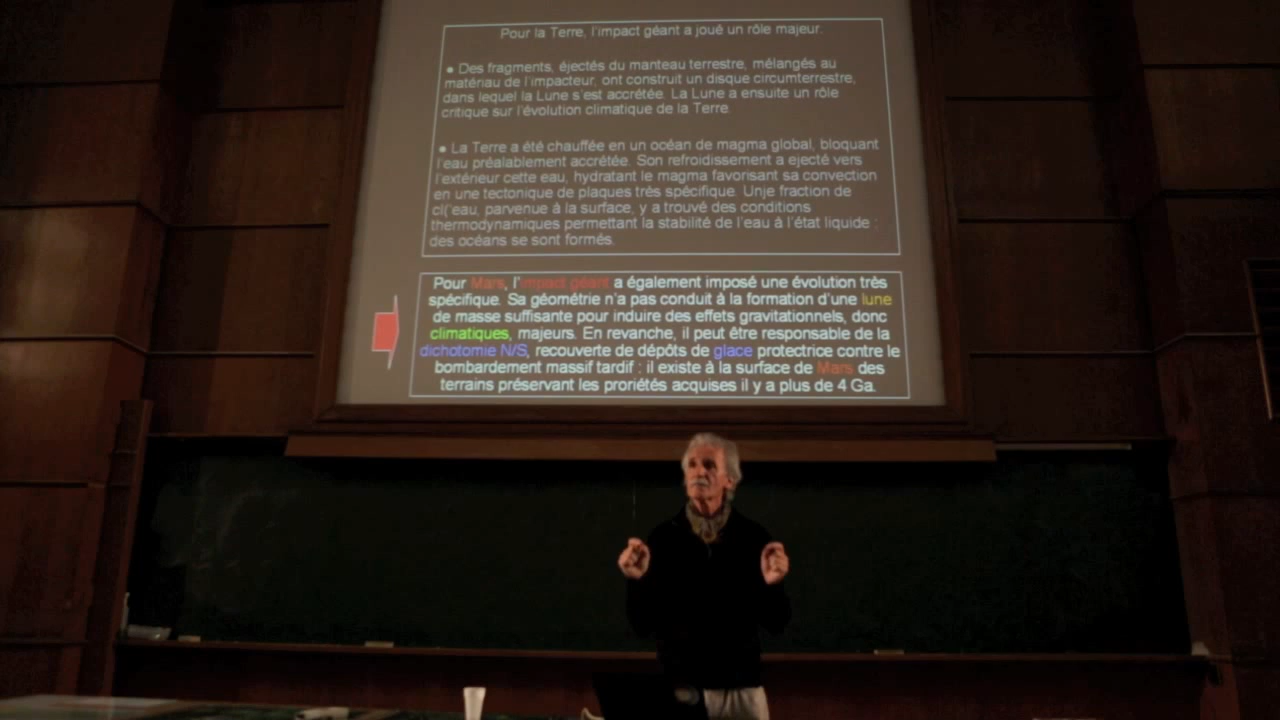 Pour la Terre, l'impact géant a joué un rôle majeur.
● Des fragments, éjectés du manteau terrestre, mélangés au
matériau de l'impacteur, ont construit un disque circumterrestre,
dans lequel la Lune s'est accrétée. La Lune a ensuite un rôle
critique sur l'évolution climatique de la Terre.
● La Terre a été chauffée en un océan de magma global, bloquant
l'eau préalablement accrétée. Son refroidissement a ejecté vers
l'extérieur cette eau, hydratant le magma favorisant sa convection
en une tectonique de plaques très spécifique. Unje fraction de
cl('eau, parvenue à la surface, y a trouvé des conditions
thermodynamiques permettant la stabilité de l'eau à l'état liquide :
des océans se sont formés.
Pour Mars, l'impact géant a également imposé une évolution très
spécifique. Sa géométrie n'a pas conduit à la formation d'une lune
de masse suffisante pour induire des effets gravitationnels, donc
climatiques, majeurs. En revanche, il peut être responsable de la
dichotomie N/S, recouverte de dépôts de glace protectrice contre le
bombardement massif tardif : il existe à la surface de Mars des
terrains préservant les proriétés acquises il y a plus de 4 Ga.